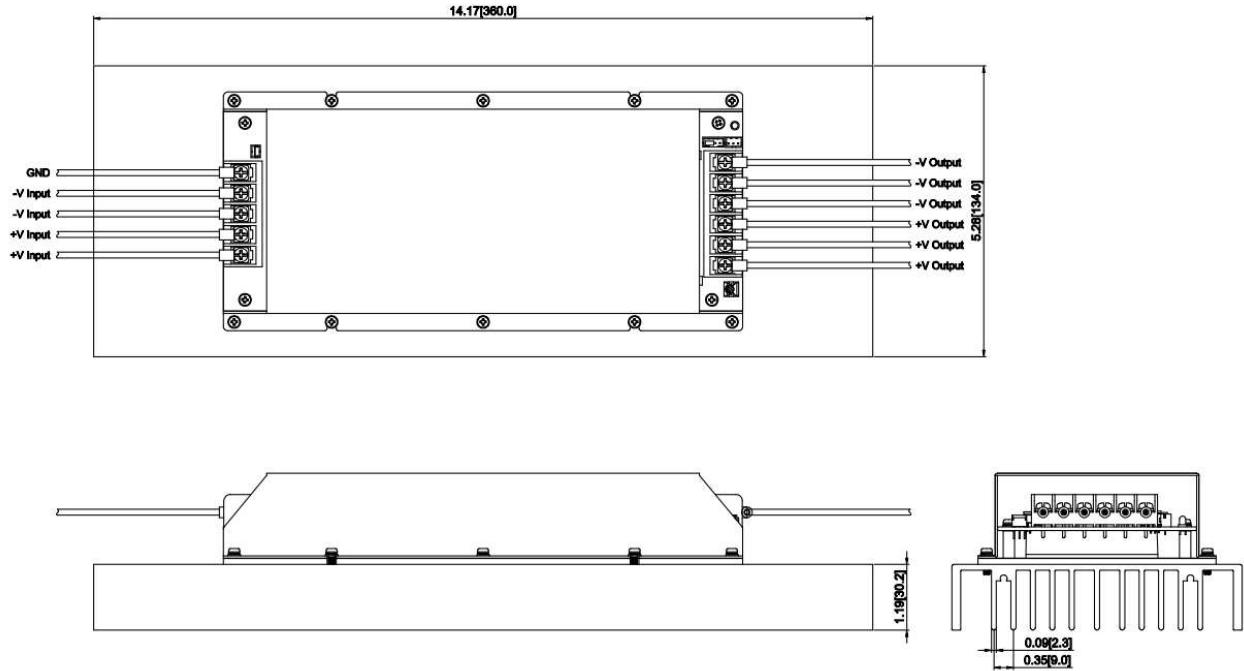 14.17[360.0]
GND
-V Input
-V Input
+V Input
+V Input
-V Output
-V Output
-V Output
+V Output
+V Output
+V Output
5.28[134.0]
1.19[30.2]
0.09[2.3]
0.35[9.0]